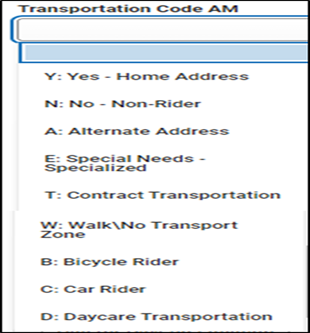 Transportation Code AM
Y: Yes - Home Address
N: No - Non-Rider
A: Alternate Address
E: Special Needs -
Specialized
T: Contract Transportation
W: Walk\No Transport
Zone
B: Bicycle Rider
C: Car Rider
D: Daycare Transportation